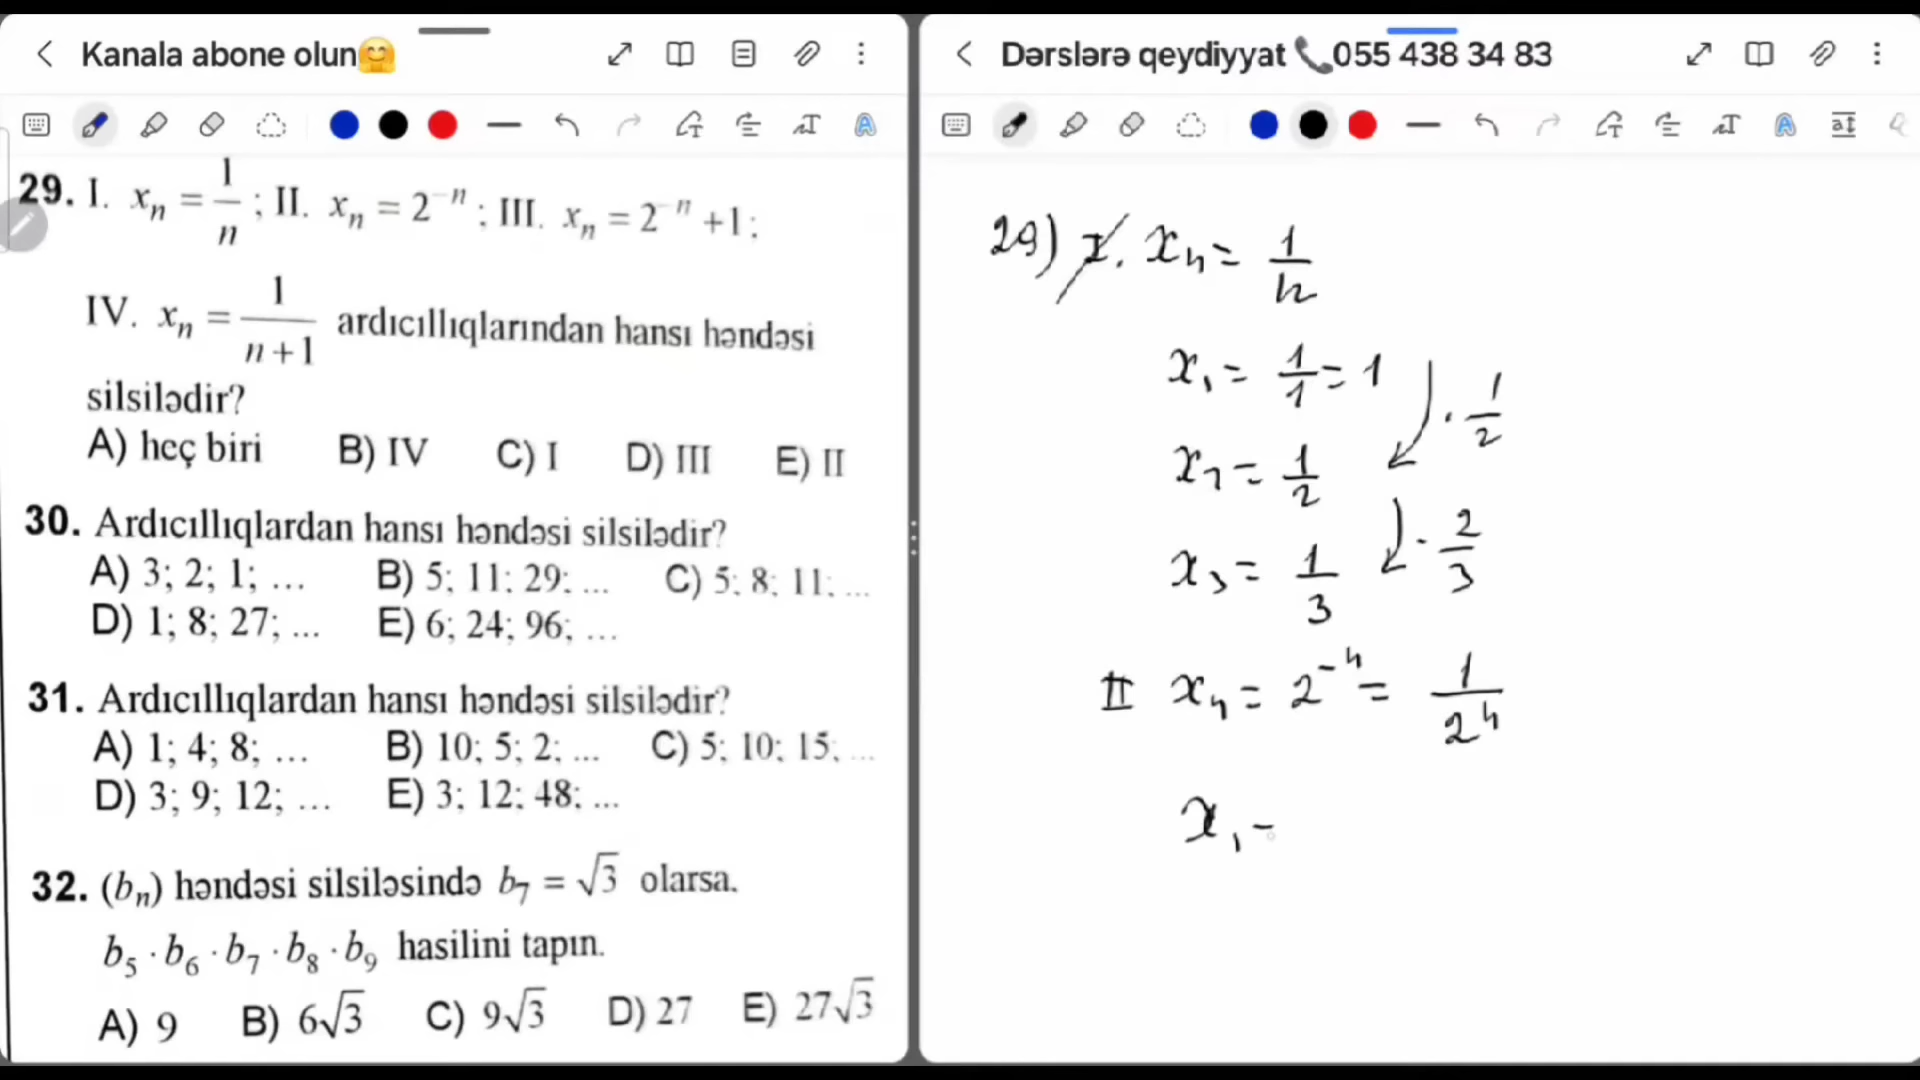 Kanala abone olun🤗
29. I. xₙ = 1/n ; II. xₙ = 2⁻ⁿ ; III. xₙ = 2⁻ⁿ +1;
IV. xₙ = 1/(n+1) ardıcıllıqlarından hansı həndəsi
silsilədir?
A) heç biri B) IV C) I D) III E) II
30. Ardıcıllıqlardan hansı həndəsi silsilədir?
A) 3; 2; 1; ... B) 5; 11; 29; ... C) 5; 8; 11; ...
D) 1; 8; 27; ... E) 6; 24; 96; ...
31. Ardıcıllıqlardan hansı həndəsi silsilədir?
A) 1; 4; 8; ... B) 10; 5; 2; ... C) 5; 10; 15; ...
D) 3; 9; 12; ... E) 3; 12; 48; ...
32. (bₙ) həndəsi silsiləsində b₇ = √3 olarsa,
b₅ · b₆ · b₇ · b₈ · b₉ hasilini tapın.
A) 9 B) 6√3 C) 9√3 D) 27 E) 27√3
Dərslərə qeydiyyat 📞055 438 34 83
29) I. xₙ = 1/n
x₁ = 1/1 = 1
· 1/2
x₂ = 1/2
· 2/3
x₃ = 1/3
II xₙ = 2⁻ⁿ = 1/2ⁿ
x₁ -